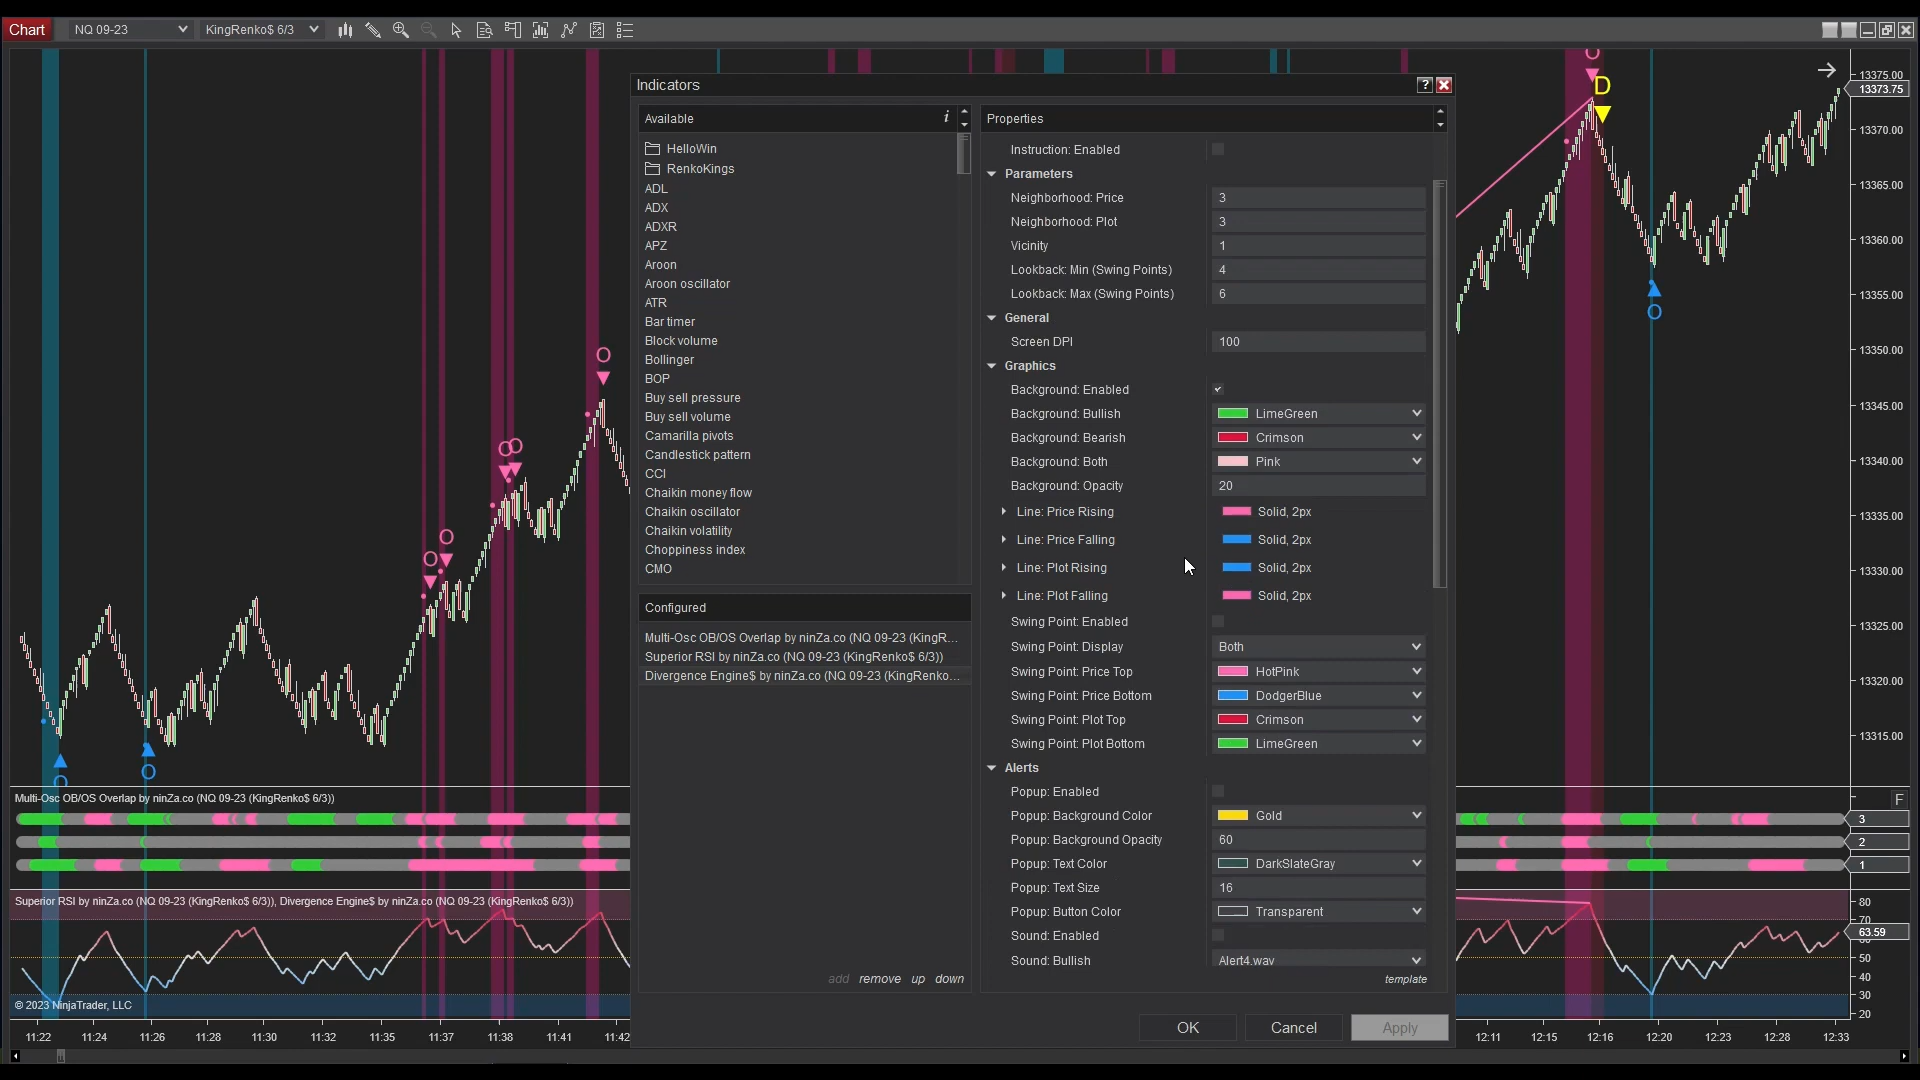 Chart
NQ 09-23
KingRenko$ 6/3
Indicators
?
Available
i
HelloWin
RenkoKings
ADL
ADX
ADXR
APZ
Aroon
Aroon oscillator
ATR
Bar timer
Block volume
Bollinger
BOP
Buy sell pressure
Buy sell volume
Camarilla pivots
Candlestick pattern
CCI
Chaikin money flow
Chaikin oscillator
Chaikin volatility
Choppiness index
CMO
Configured
Multi-Osc OB/OS Overlap by ninZa.co (NQ 09-23 (KingR...
Superior RSI by ninZa.co (NQ 09-23 (KingRenko$ 6/3))
Divergence Engine$ by ninZa.co (NQ 09-23 (KingRenko...
add remove up down
Properties
Instruction: Enabled
Parameters
Neighborhood: Price 3
Neighborhood: Plot 3
Vicinity 1
Lookback: Min (Swing Points) 4
Lookback: Max (Swing Points) 6
General
Screen DPI 100
Graphics
Background: Enabled
Background: Bullish LimeGreen
Background: Bearish Crimson
Background: Both Pink
Background: Opacity 20
Line: Price Rising Solid, 2px
Line: Price Falling Solid, 2px
Line: Plot Rising Solid, 2px
Line: Plot Falling Solid, 2px
Swing Point: Enabled
Swing Point: Display Both
Swing Point: Price Top HotPink
Swing Point: Price Bottom DodgerBlue
Swing Point: Plot Top Crimson
Swing Point: Plot Bottom LimeGreen
Alerts
Popup: Enabled
Popup: Background Color Gold
Popup: Background Opacity 60
Popup: Text Color DarkSlateGray
Popup: Text Size 16
Popup: Button Color Transparent
Sound: Enabled
Sound: Bullish Alert4.wav
template
OK Cancel Apply
O
O
O
O
O
O
O
O
O
D
O
13375.00
13373.75
13370.00
13365.00
13360.00
13355.00
13350.00
13345.00
13340.00
13335.00
13330.00
13325.00
13320.00
13315.00
Multi-Osc OB/OS Overlap by ninZa.co (NQ 09-23 (KingRenko$ 6/3))
F
3
2
1
Superior RSI by ninZa.co (NQ 09-23 (KingRenko$ 6/3)), Divergence Engine$ by ninZa.co (NQ 09-23 (KingRenko$ 6/3))
80
70
63.59
50
40
30
20
© 2023 NinjaTrader, LLC
11:22 11:24 11:26 11:28 11:30 11:32 11:35 11:37 11:38 11:41 11:42 12:11 12:15 12:16 12:20 12:23 12:28 12:33